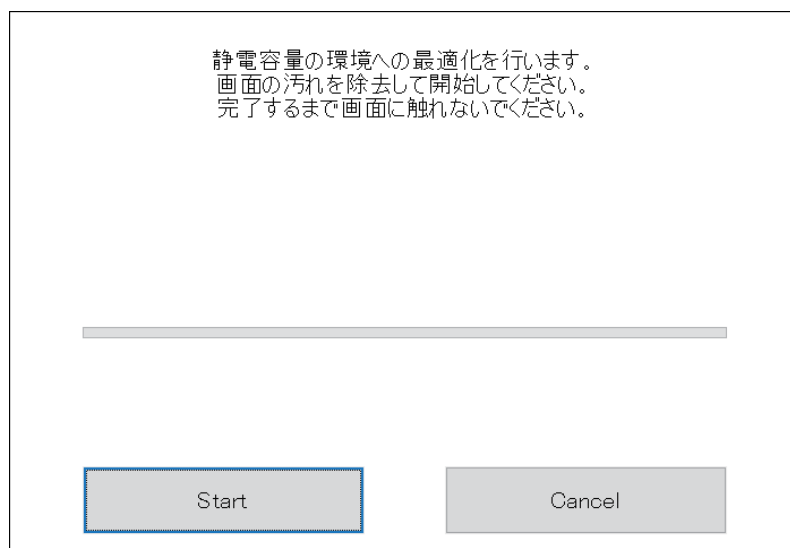 静電容量の環境への最適化を行います。
画面の汚れを除去して開始してください。
完了するまで画面に触れないでください。
Start
Cancel